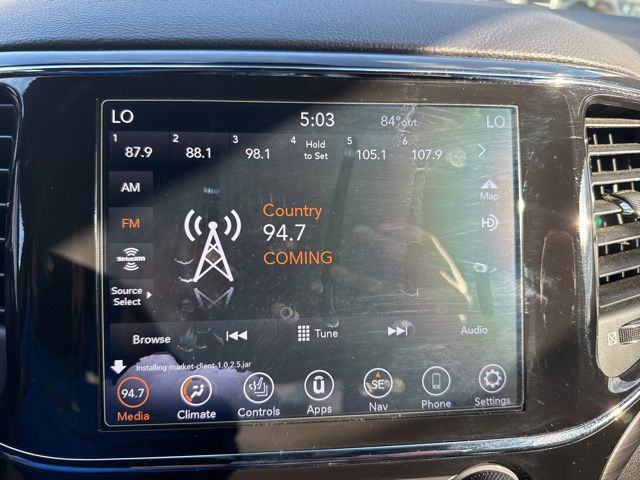 LO 5:03 84°out. LO
1 87.9 2 88.1 3 98.1 4 Hold to Set 5 105.1 6 107.9
AM
FM
SiriusXM
Source
Select
Country
94.7
COMING
Map
HD
Browse Tune Audio
Installing market-client-1.0.2.5.jar
94.7 SE
Media Climate Controls Apps Nav Phone Settings